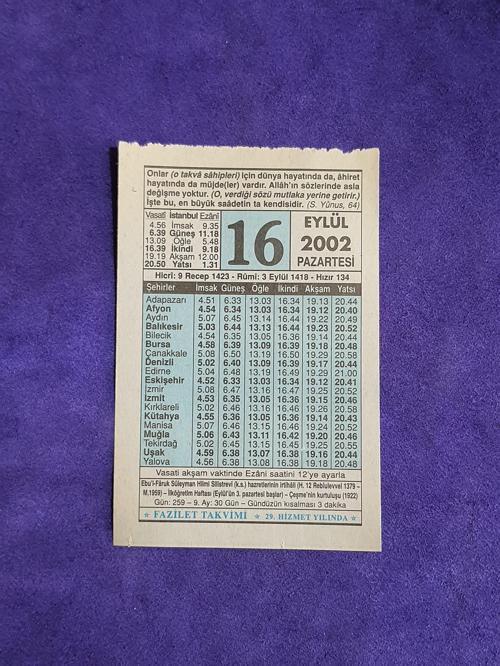 Onlar (o takvâ sâhipleri) için dünya hayatında da, âhiret
hayatında da müjde(ler) vardır. Allâh'ın sözlerinde asla
değişme yoktur. (O, verdiği sözü mutlaka yerine getirir.)
İşte bu, en büyük saâdetin ta kendisidir. (S. Yûnus, 64)
Vasatî İstanbul Ezânî
4.56 İmsak 9.35
6.39 Güneş 11.18
13.09 Öğle 5.48
16.39 İkindi 9.18
19.19 Akşam 12.00
20.50 Yatsı 1.31
16
EYLÜL
2002
PAZARTESİ
Hicrî: 9 Recep 1423 - Rûmî: 3 Eylül 1418 - Hızır 134
Şehirler İmsak Güneş Öğle İkindi Akşam Yatsı
Adapazarı 4.51 6.33 13.03 16.34 19.13 20.44
Afyon 4.54 6.34 13.03 16.34 19.12 20.40
Aydın 5.07 6.45 13.14 16.44 19.22 20.49
Balıkesir 5.03 6.44 13.13 16.44 19.23 20.52
Bilecik 4.54 6.35 13.05 16.36 19.14 20.44
Bursa 4.58 6.39 13.09 16.39 19.18 20.48
Çanakkale 5.08 6.50 13.19 16.50 19.29 20.58
Denizli 5.02 6.40 13.09 16.39 19.17 20.44
Edirne 5.04 6.48 13.19 16.49 19.29 21.00
Eskişehir 4.52 6.33 13.03 16.34 19.12 20.41
İzmir 5.08 6.47 13.16 16.47 19.25 20.52
İzmit 4.53 6.35 13.05 16.36 19.15 20.46
Kırklareli 5.02 6.46 13.16 16.47 19.26 20.58
Kütahya 4.55 6.36 13.05 16.36 19.14 20.43
Manisa 5.07 6.46 13.15 16.46 19.24 20.52
Muğla 5.06 6.43 13.11 16.42 19.20 20.46
Tekirdağ 5.02 6.45 13.15 16.45 19.25 20.55
Uşak 4.59 6.38 13.07 16.38 19.16 20.44
Yalova 4.56 6.38 13.08 16.38 19.18 20.48
Vasati akşam vaktinde Ezânî saatini 12'ye ayarla
Ebu'l-Fâruk Süleyman Hilmi Silistrevî (k.s.) hazretlerinin irtihâli (H. 12 Rebîulevvel 1379 –
M.1959) – İlköğretim Haftası (Eylül'ün 3. pazartesi başlar) – Çeşme'nin kurtuluşu (1922)
Gün: 259 – 9. Ay: 30 Gün – Gündüzün kısalması 3 dakika
FAZİLET TAKVİMİ ★ 29. HİZMET YILINDA